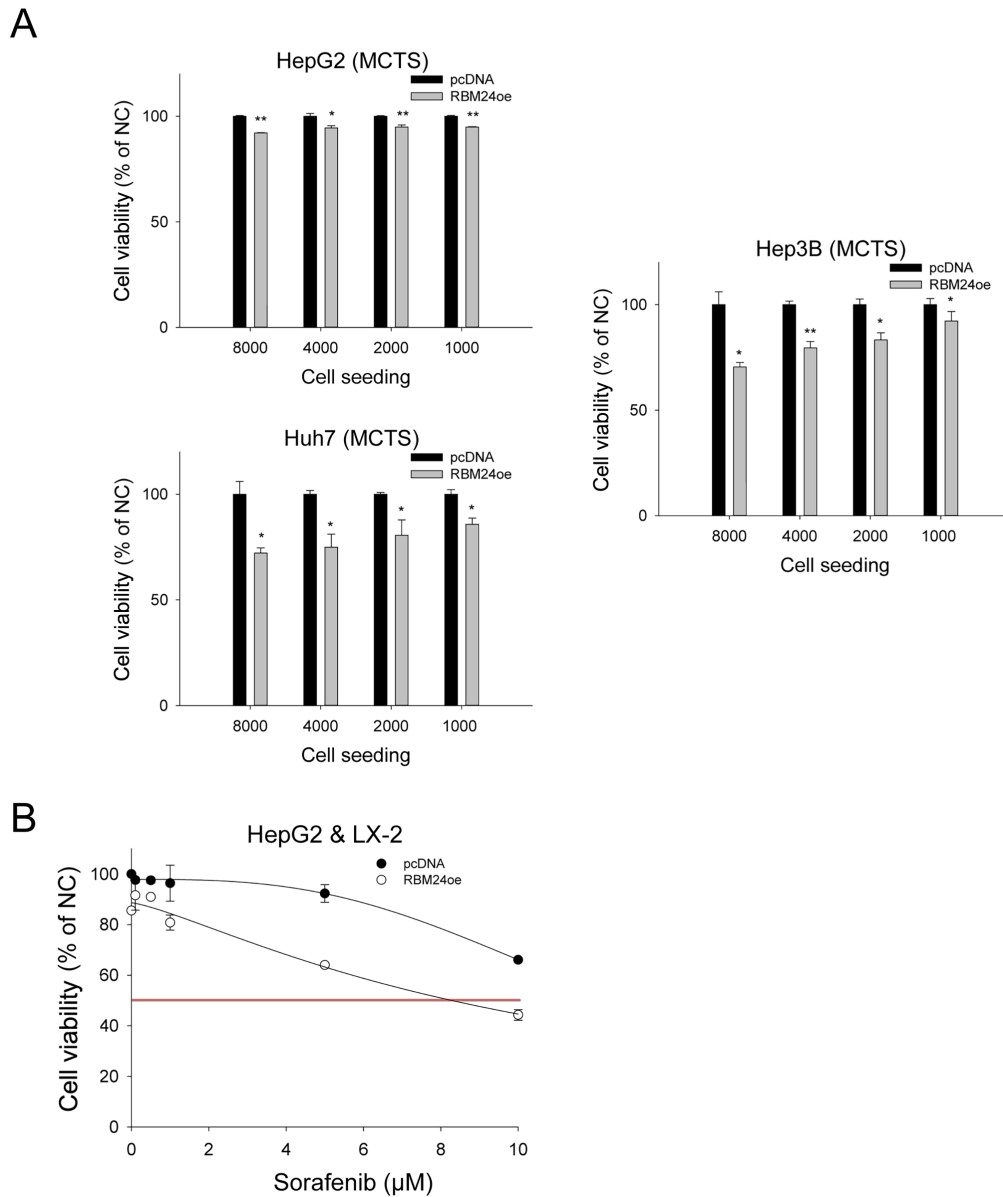 A
HepG2 (MCTS)
pcDNA
RBM24oe
Cell viability (% of NC)
100
50
0
** * ** **
8000 4000 2000 1000
Cell seeding
Hep3B (MCTS)
pcDNA
RBM24oe
Cell viability (% of NC)
100
50
0
* ** * *
8000 4000 2000 1000
Cell seeding
Huh7 (MCTS)
pcDNA
RBM24oe
Cell viability (% of NC)
100
50
0
* * * *
8000 4000 2000 1000
Cell seeding
B
HepG2 & LX-2
pcDNA
RBM24oe
Cell viability (% of NC)
100
80
60
40
20
0
0 2 4 6 8 10
Sorafenib (µM)